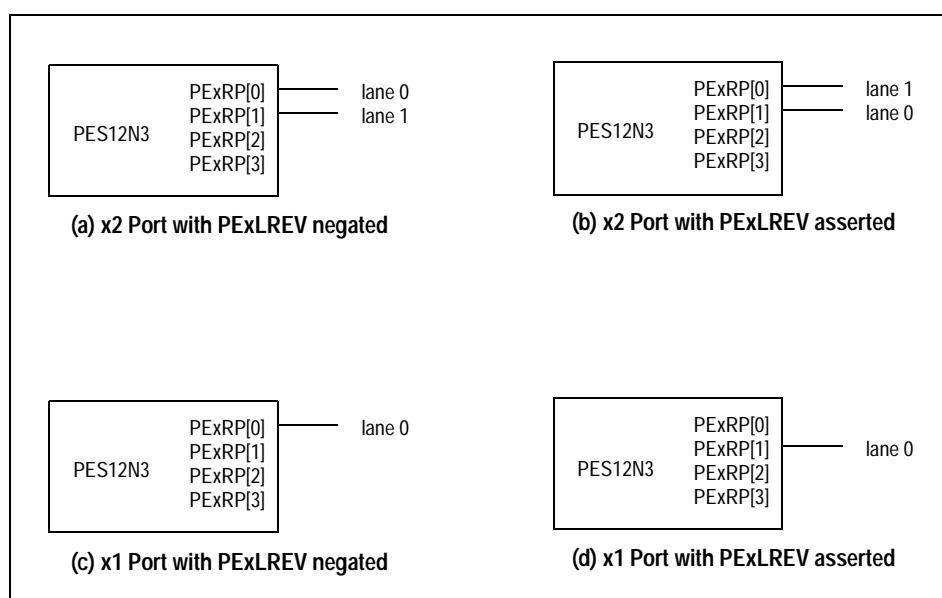 PES12N3
PExRP[0]
PExRP[1]
PExRP[2]
PExRP[3]
lane 0
lane 1
(a) x2 Port with PExLREV negated
PES12N3
PExRP[0]
PExRP[1]
PExRP[2]
PExRP[3]
lane 1
lane 0
(b) x2 Port with PExLREV asserted
PES12N3
PExRP[0]
PExRP[1]
PExRP[2]
PExRP[3]
lane 0
(c) x1 Port with PExLREV negated
PES12N3
PExRP[0]
PExRP[1]
PExRP[2]
PExRP[3]
lane 0
(d) x1 Port with PExLREV asserted